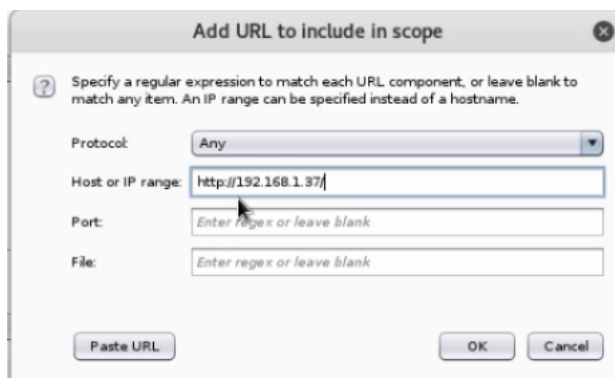 Add URL to include in scope
Specify a regular expression to match each URL component, or leave blank to
match any item. An IP range can be specified instead of a hostname.
Protocol: Any
Host or IP range: http://192.168.1.37/
Port: Enter regex or leave blank
File: Enter regex or leave blank
Paste URL OK Cancel